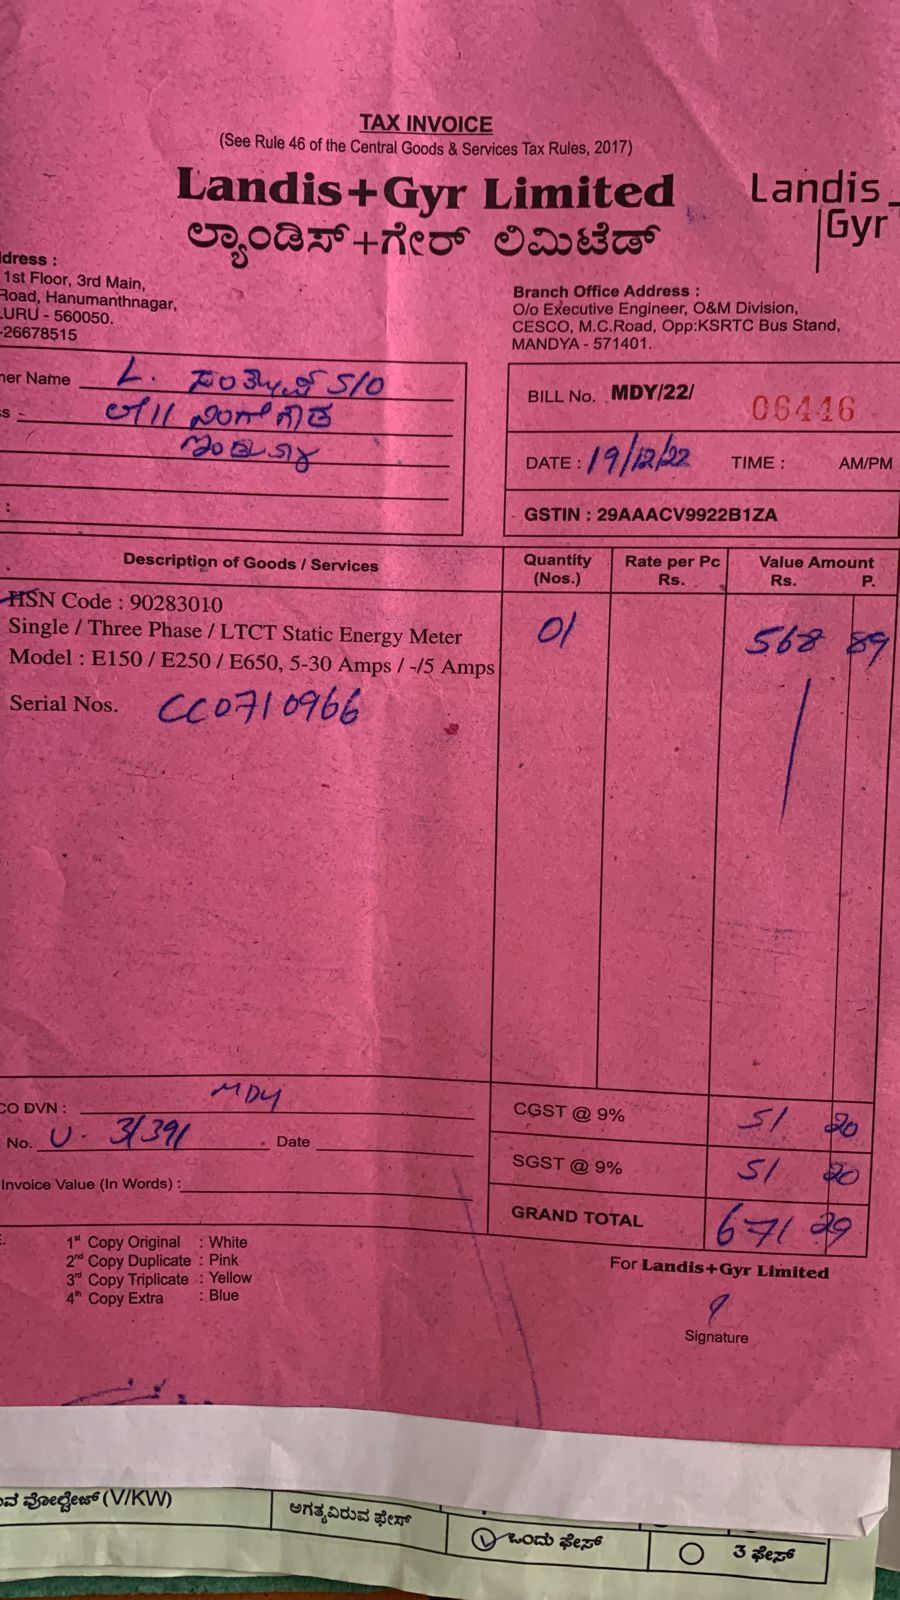 TAX INVOICE
(See Rule 46 of the Central Goods & Services Tax Rules, 2017)
Landis+Gyr Limited
Landis
Gyr
ಲ್ಯಾಂಡಿಸ್+ಗೇರ್ ಲಿಮಿಟೆಡ್
dress :
1st Floor, 3rd Main,
Road, Hanumanthnagar,
URU - 560050.
-26678515
Branch Office Address :
O/o Executive Engineer, O&M Division,
CESCO, M.C.Road, Opp:KSRTC Bus Stand,
MANDYA - 571401.
ner Name L. S/O
s
:
BILL No. MDY/22/ 06446
DATE : 19/12/22 TIME : AM/PM
GSTIN : 29AAACV9922B1ZA
Description of Goods / Services Quantity (Nos.) Rate per Pc Rs. Value Amount Rs. P.
HSN Code : 90283010
Single / Three Phase / LTCT Static Energy Meter 01 568 89
Model : E150 / E250 / E650, 5-30 Amps / -/5 Amps
Serial Nos. CC0710966
CO DVN : MDY
No. U. 3/391 Date
Invoice Value (In Words) :
CGST @ 9% 51 20
SGST @ 9% 51 20
GRAND TOTAL 671 29
1st Copy Original : White
2nd Copy Duplicate : Pink
3rd Copy Triplicate : Yellow
4th Copy Extra : Blue
For Landis+Gyr Limited
Signature
ವೋಲ್ಟೇಜ್ (V/KW)
ಅಗತ್ಯವಿರುವ ಫೇಸ್
ಒಂದು ಫೇಸ್
3 ಫೇಸ್